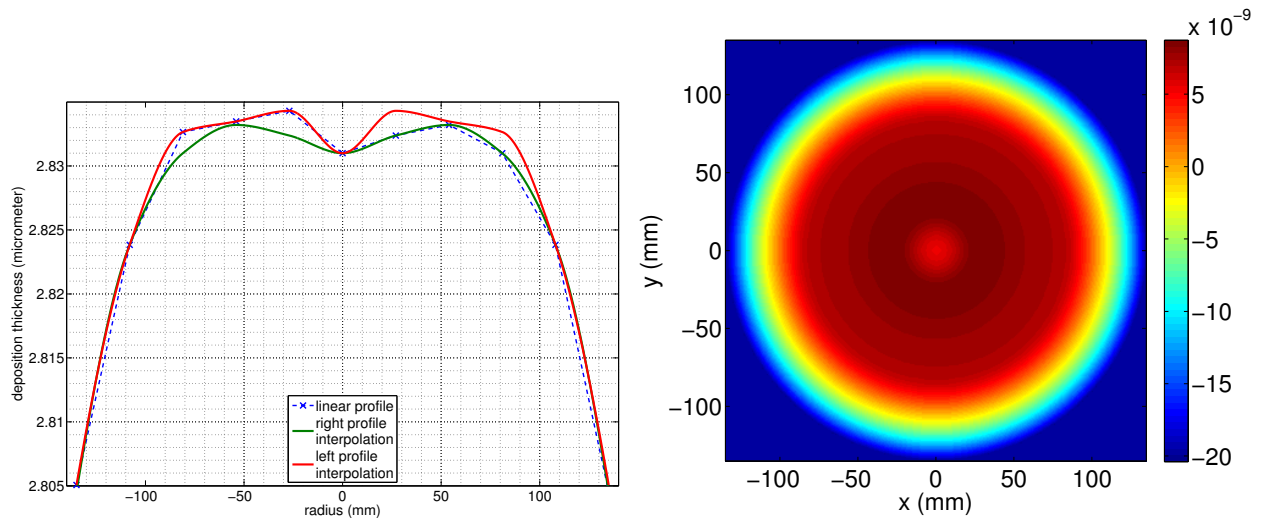 2.83
2.825
2.82
2.815
2.81
2.805
deposition thickness (micrometer)
−100
−50
0
50
100
radius (mm)
linear profile
right profile
interpolation
left profile
interpolation
x 10−9
100
50
0
−50
−100
y (mm)
−100
−50
0
50
100
x (mm)
5
0
−5
−10
−15
−20